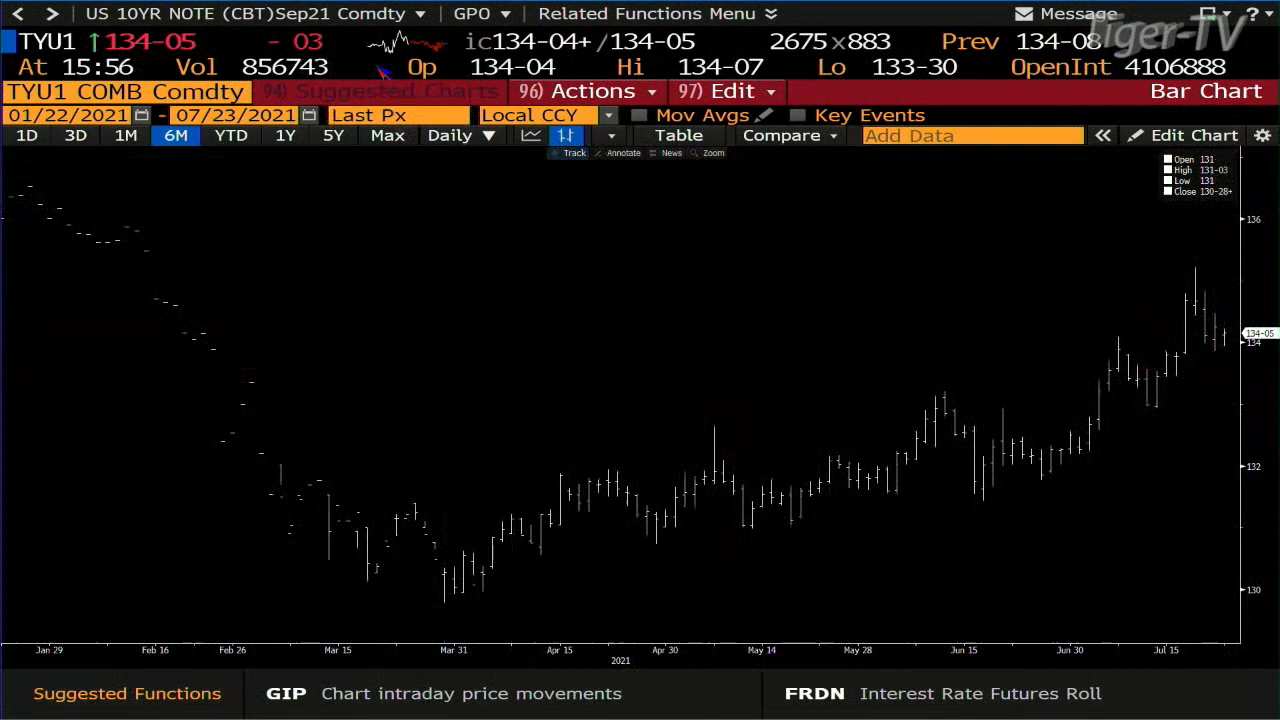 US 10YR NOTE (CBT)Sep21 Comdty GPO Related Functions Menu Message ?
TYU1 ↑134-05 - 03 ic134-04+/134-05 2675x883 Prev 134-08
At 15:56 Vol 856743 Op 134-04 Hi 134-07 Lo 133-30 OpenInt 4106888
TYU1 COMB Comdty 94) Suggested Charts 96) Actions 97) Edit Bar Chart
01/22/2021 - 07/23/2021 Last Px Local CCY Mov Avgs Key Events
1D 3D 1M 6M YTD 1Y 5Y Max Daily Table Compare Add Data Edit Chart
Track Annotate News Zoom
Open 131
High 131-03
Low 131
Close 130-28+
136
134-05
134
132
130
Jan 29 Feb 16 Feb 26 Mar 15 Mar 31 Apr 15 Apr 30 May 14 May 28 Jun 15 Jun 30 Jul 15
2021
Suggested Functions GIP Chart intraday price movements FRDN Interest Rate Futures Roll